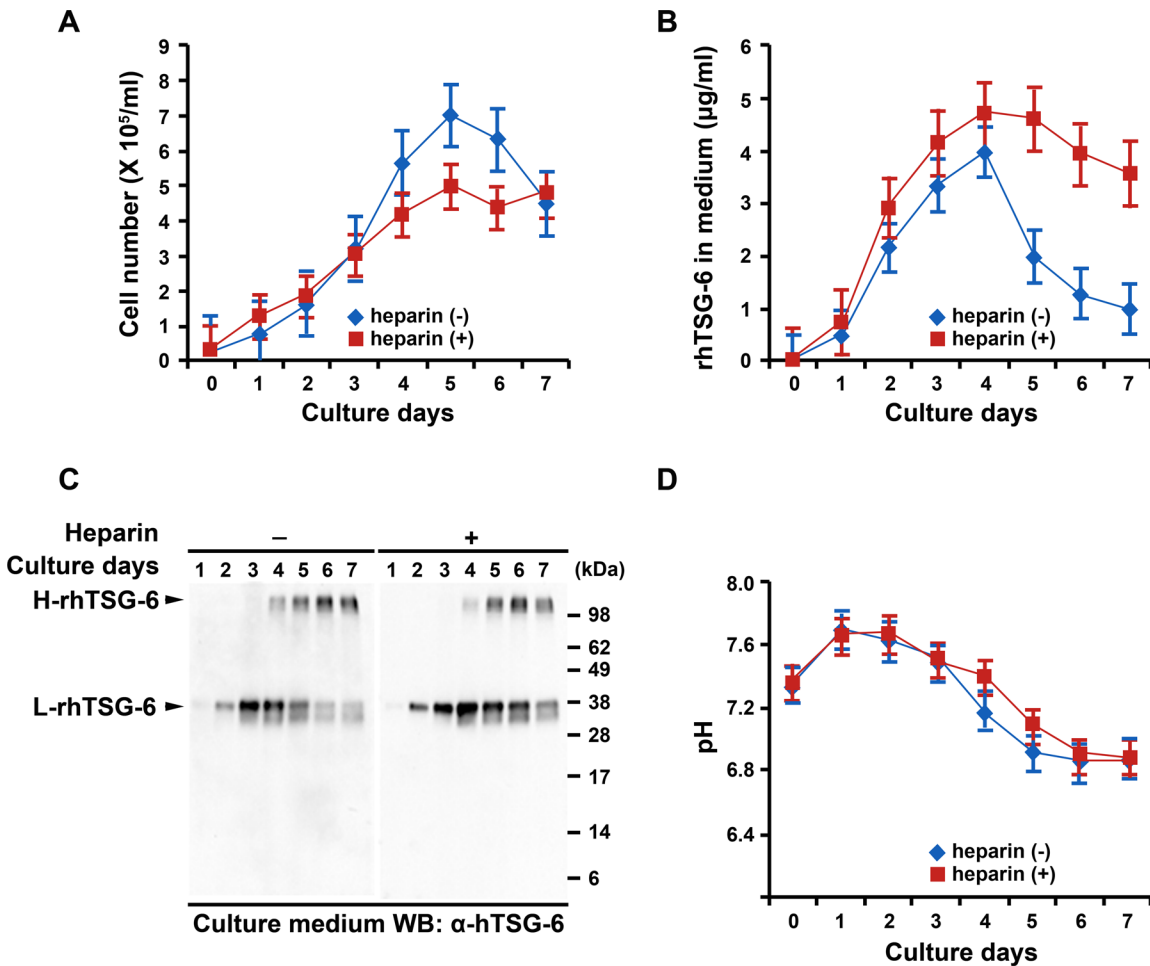 A
9
8
7
6
5
4
3
2
1
0
Cell number (X 10⁵/ml)
heparin (-)
heparin (+)
0 1 2 3 4 5 6 7
Culture days
B
6
5
4
3
2
1
0
rhTSG-6 in medium (μg/ml)
heparin (-)
heparin (+)
0 1 2 3 4 5 6 7
Culture days
C
Heparin − +
Culture days 1 2 3 4 5 6 7 1 2 3 4 5 6 7 (kDa)
H-rhTSG-6
98
62
49
L-rhTSG-6
38
28
17
14
6
Culture medium WB: α-hTSG-6
D
8.0
7.6
7.2
6.8
6.4
pH
heparin (-)
heparin (+)
0 1 2 3 4 5 6 7
Culture days